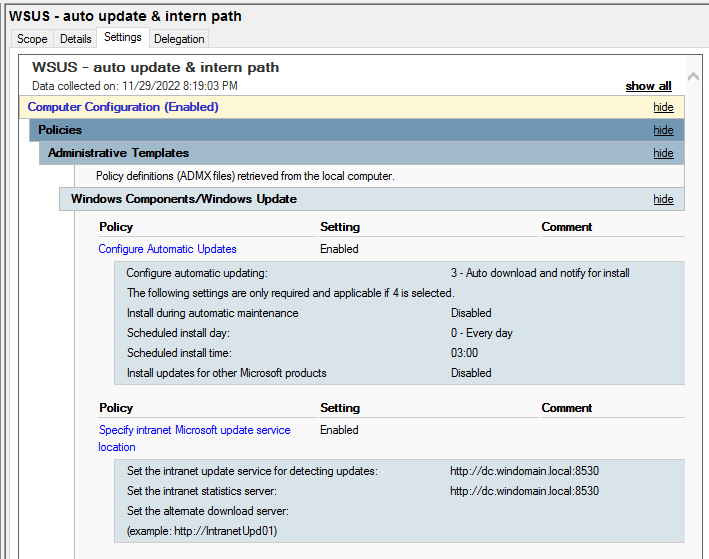 WSUS - auto update & intern path
Scope Details Settings Delegation
WSUS - auto update & intern path
Data collected on: 11/29/2022 8:19:03 PM show all
Computer Configuration (Enabled) hide
Policies hide
Administrative Templates hide
Policy definitions (ADMX files) retrieved from the local computer.
Windows Components/Windows Update hide
Policy Setting Comment
Configure Automatic Updates Enabled
Configure automatic updating: 3 - Auto download and notify for install
The following settings are only required and applicable if 4 is selected.
Install during automatic maintenance Disabled
Scheduled install day: 0 - Every day
Scheduled install time: 03:00
Install updates for other Microsoft products Disabled
Policy Setting Comment
Specify intranet Microsoft update service Enabled
location
Set the intranet update service for detecting updates: http://dc.windomain.local:8530
Set the intranet statistics server: http://dc.windomain.local:8530
Set the alternate download server:
(example: http://IntranetUpd01)